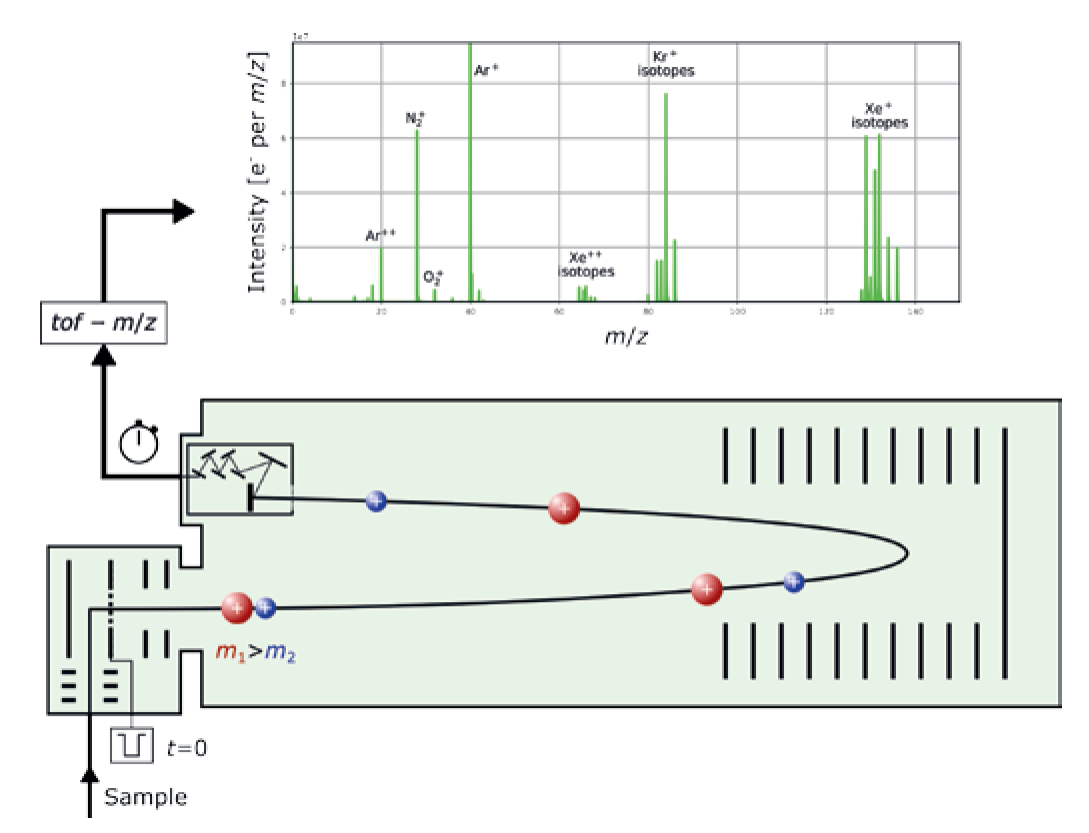 1e7
Intensity [e⁻ per m/z]
8
6
4
2
0
Ar⁺⁺
N₂⁺
O₂⁺
Ar⁺
Xe⁺⁺
isotopes
Kr⁺
isotopes
Xe⁺
isotopes
0 20 40 60 80 100 120 140
m/z
tof – m/z
+ +
+ +
+ +
m₁>m₂
t=0
Sample